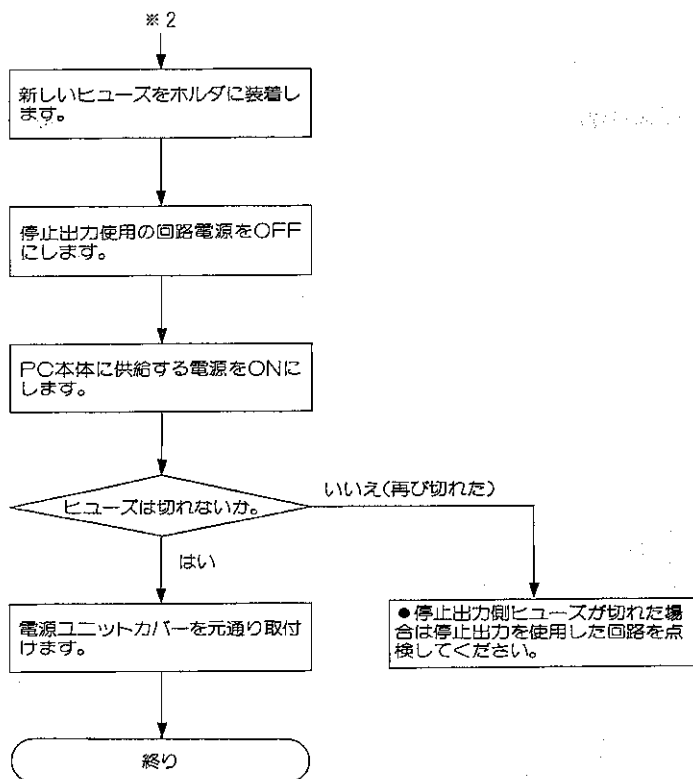 ※2
新しいヒューズをホルダに装着し
ます。
停止出力使用の回路電源をOFF
にします。
PC本体に供給する電源をONに
します。
ヒューズは切れないか。
いいえ(再び切れた)
はい
電源ユニットカバーを元通り取付
けます。
●停止出力側ヒューズが切れた場
合は停止出力を使用した回路を点
検してください。
終り